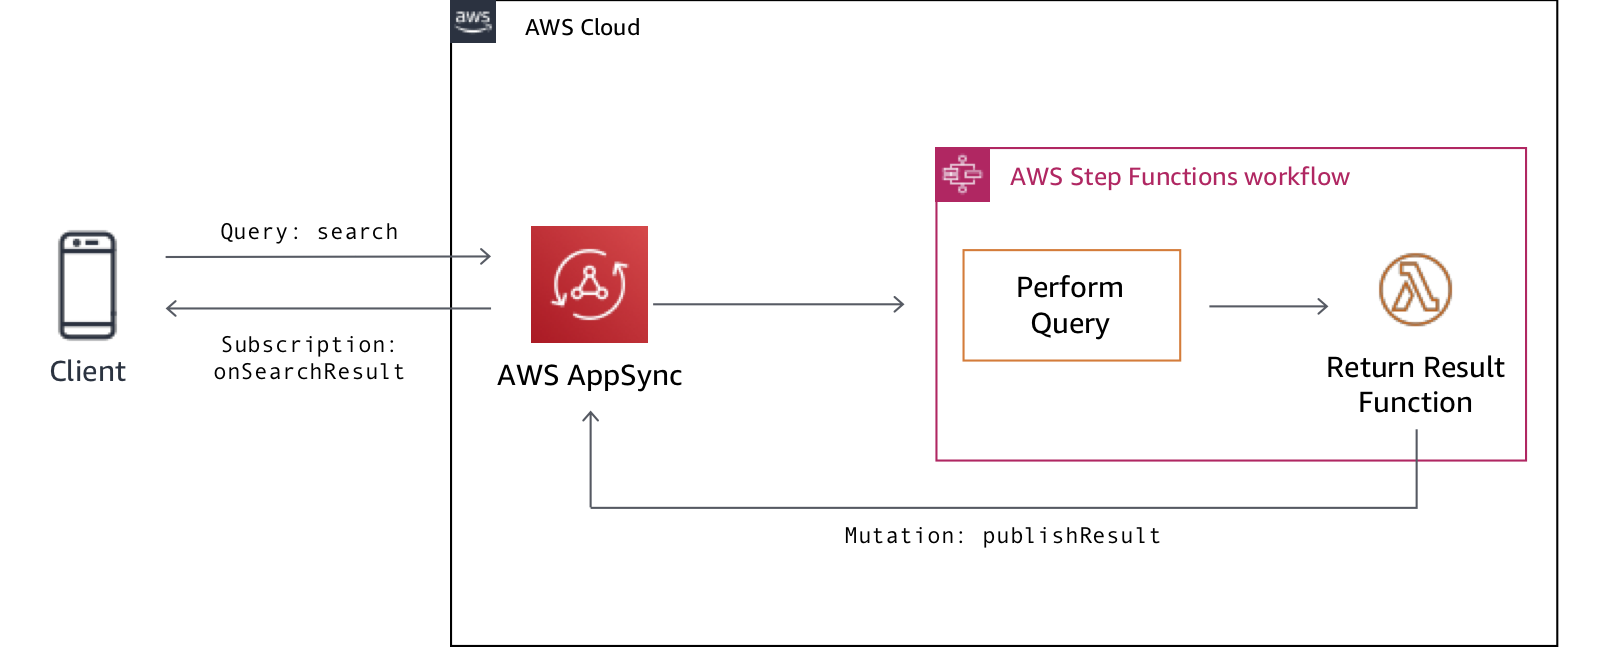 aws
AWS Cloud
AWS Step Functions workflow
Query: search
Perform
Query
Subscription:
onSearchResult
Client
AWS AppSync
Return Result
Function
Mutation: publishResult